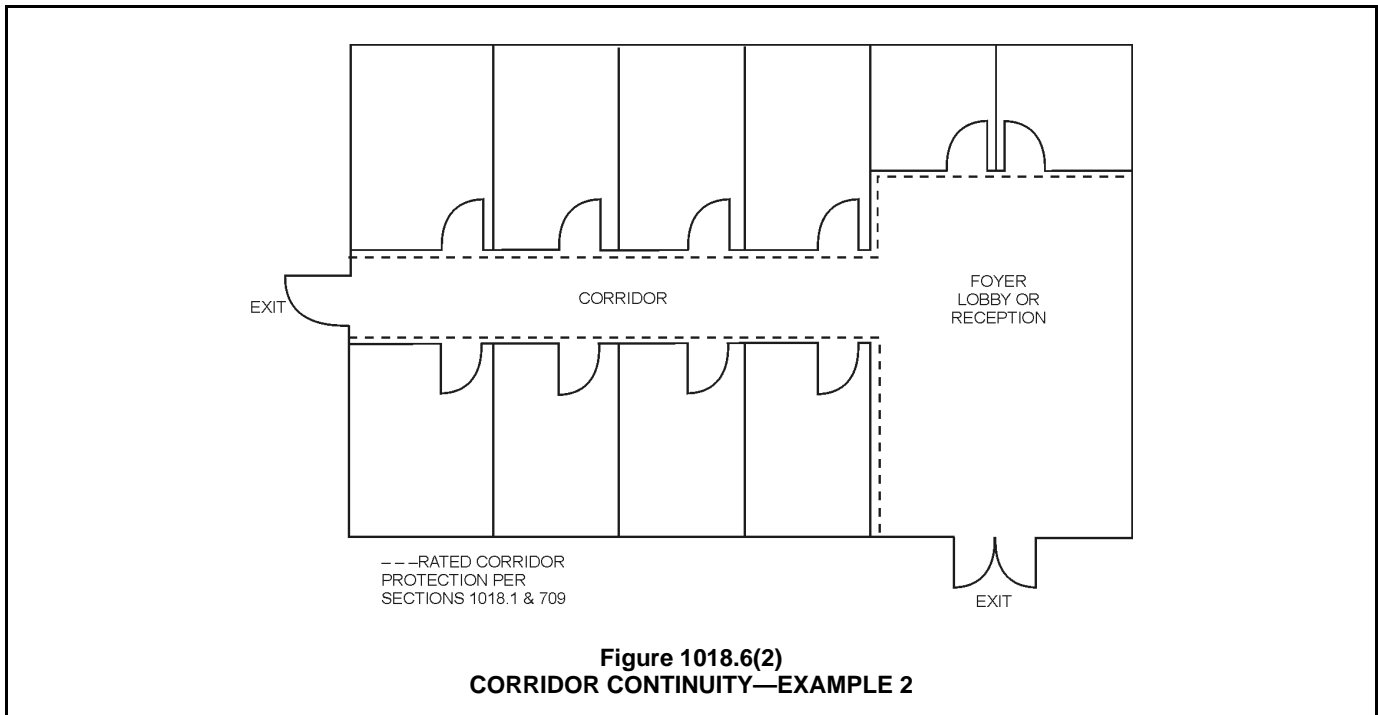 FOYER
LOBBY OR
RECEPTION
CORRIDOR
EXIT
– – –RATED CORRIDOR
PROTECTION PER
SECTIONS 1018.1 & 709
EXIT
Figure 1018.6(2)
CORRIDOR CONTINUITY—EXAMPLE 2